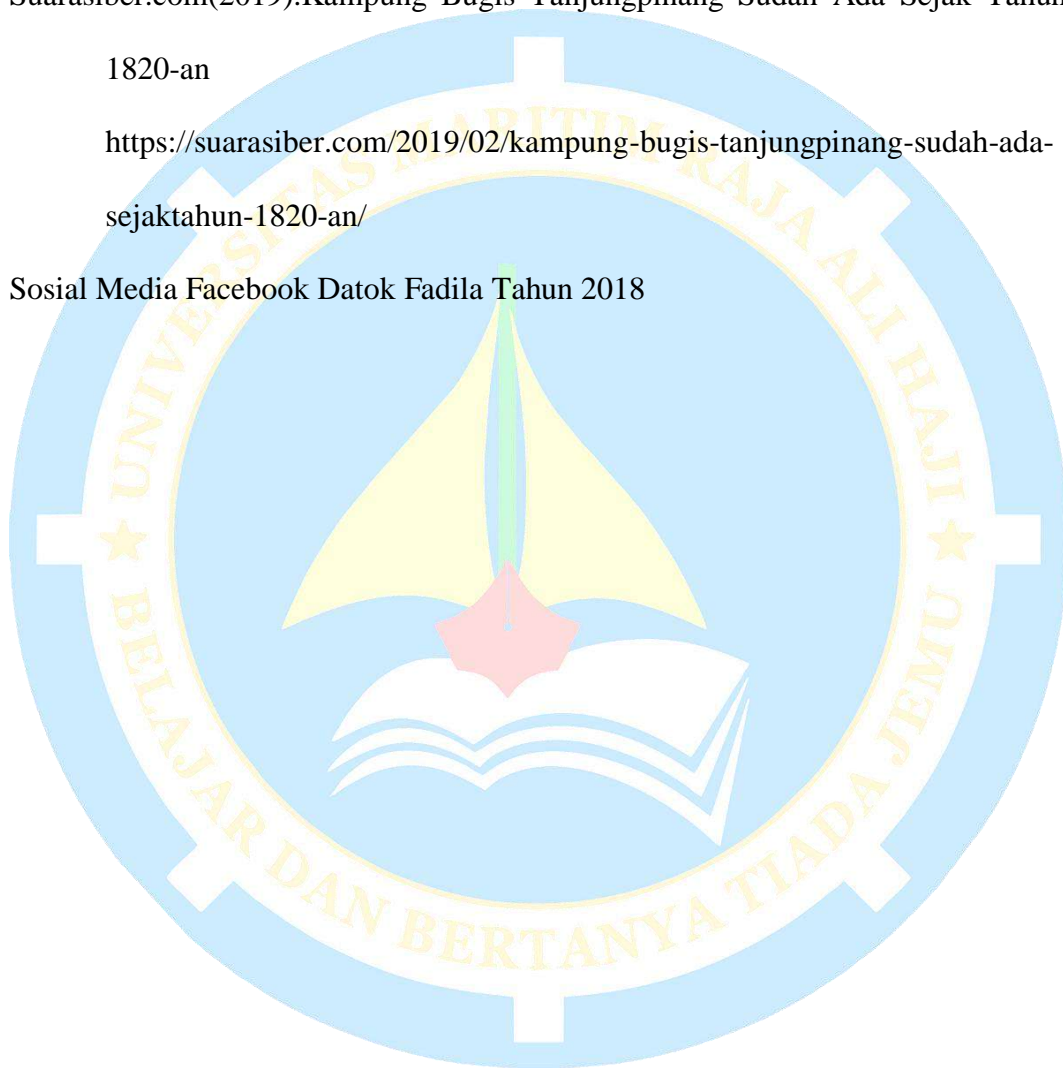 Suarasiber.com(2019).Kampung Bugis Tanjungpinang Sudah Ada Sejak Tahun
1820-an
https://suarasiber.com/2019/02/kampung-bugis-tanjungpinang-sudah-ada-
sejaktahun-1820-an/
Sosial Media Facebook Datok Fadila Tahun 2018
UNIVERSITAS MARITIM RAJA ALI HAJI
BELAJAR DAN BERTANYA TIADA JEMU